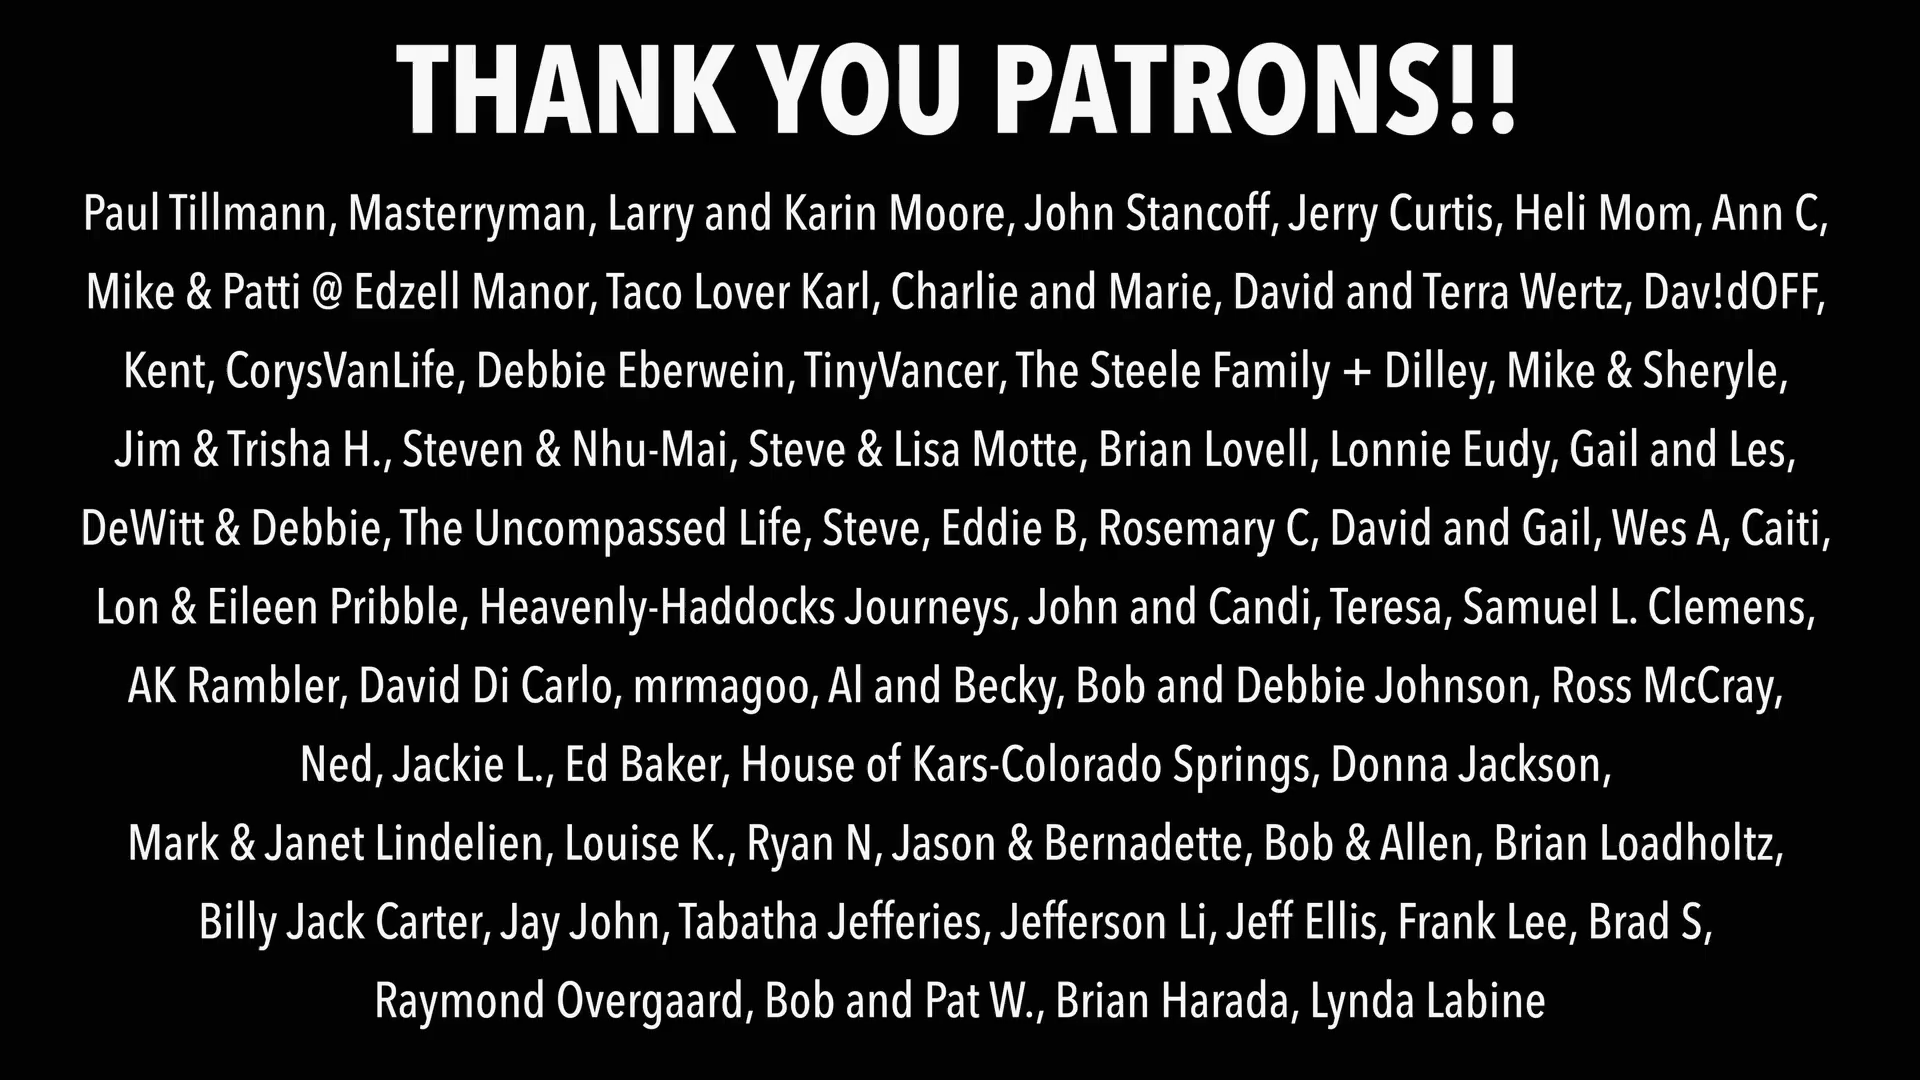 THANK YOU PATRONS!!
Paul Tillmann, Masterryman, Larry and Karin Moore, John Stancoff, Jerry Curtis, Heli Mom, Ann C,
Mike & Patti @ Edzell Manor, Taco Lover Karl, Charlie and Marie, David and Terra Wertz, Dav!dOFF,
Kent, CorysVanLife, Debbie Eberwein, TinyVancer, The Steele Family + Dilley, Mike & Sheryle,
Jim & Trisha H., Steven & Nhu-Mai, Steve & Lisa Motte, Brian Lovell, Lonnie Eudy, Gail and Les,
DeWitt & Debbie, The Uncompassed Life, Steve, Eddie B, Rosemary C, David and Gail, Wes A, Caiti,
Lon & Eileen Pribble, Heavenly-Haddocks Journeys, John and Candi, Teresa, Samuel L. Clemens,
AK Rambler, David Di Carlo, mrmagoo, Al and Becky, Bob and Debbie Johnson, Ross McCray,
Ned, Jackie L., Ed Baker, House of Kars-Colorado Springs, Donna Jackson,
Mark & Janet Lindelien, Louise K., Ryan N, Jason & Bernadette, Bob & Allen, Brian Loadholtz,
Billy Jack Carter, Jay John, Tabatha Jefferies, Jefferson Li, Jeff Ellis, Frank Lee, Brad S,
Raymond Overgaard, Bob and Pat W., Brian Harada, Lynda Labine